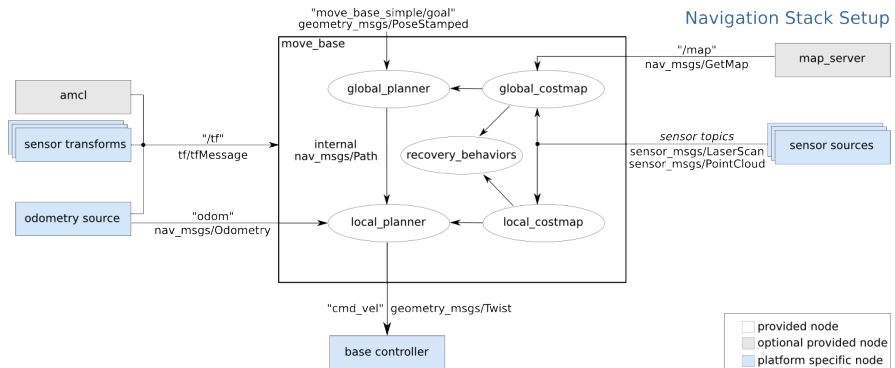 Navigation Stack Setup
"move_base_simple/goal"
geometry_msgs/PoseStamped
move_base
"/map"
nav_msgs/GetMap
map_server
global_planner
global_costmap
amcl
sensor transforms
"/tf"
tf/tfMessage
internal
nav_msgs/Path
recovery_behaviors
sensor topics
sensor_msgs/LaserScan
sensor_msgs/PointCloud
sensor sources
odometry source
"odom"
nav_msgs/Odometry
local_planner
local_costmap
"cmd_vel" geometry_msgs/Twist
base controller
provided node
optional provided node
platform specific node